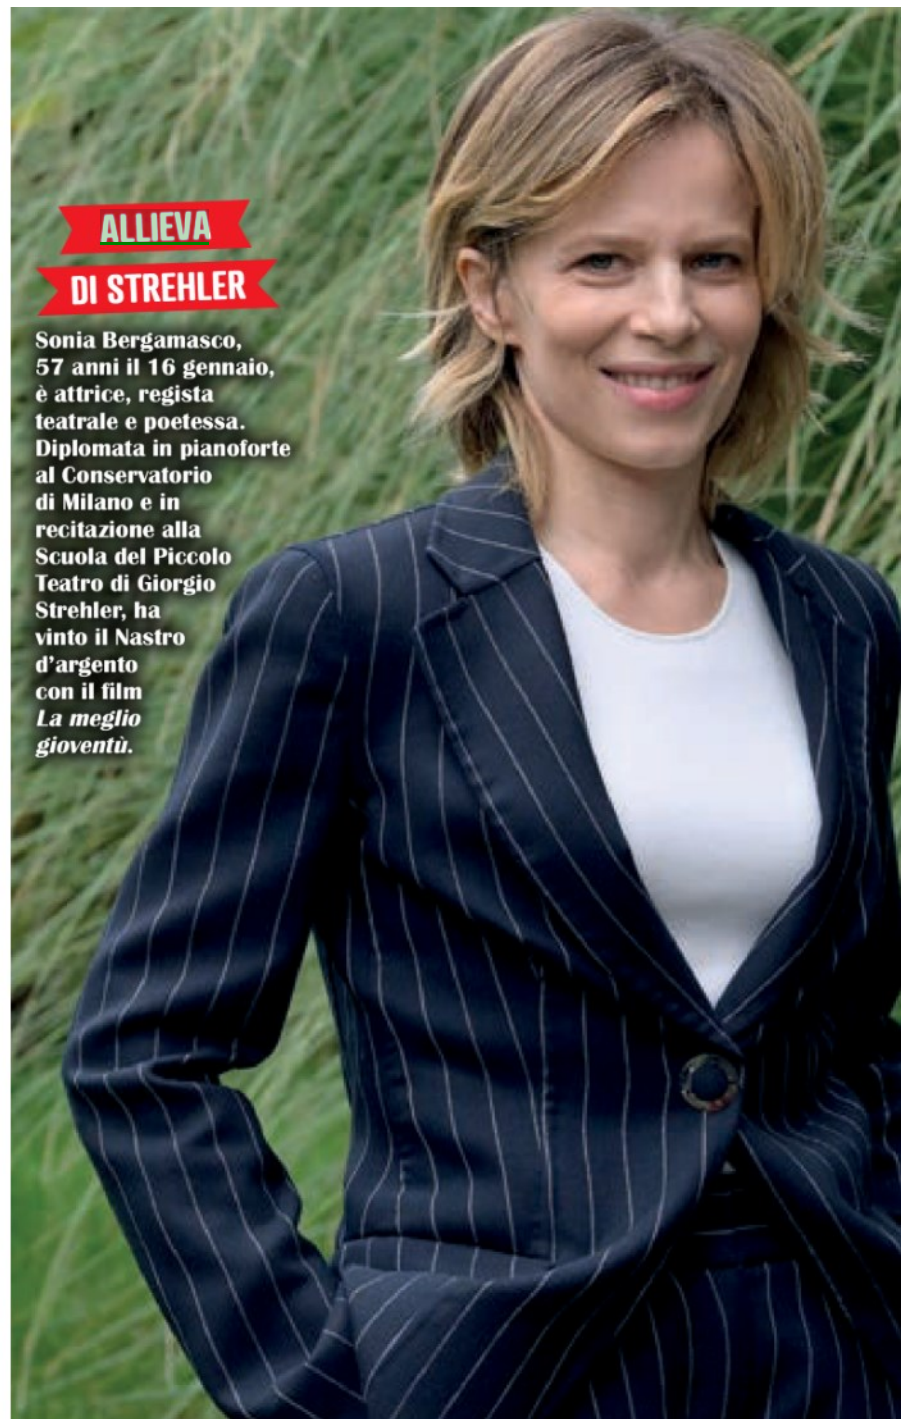 ALLIEVA
DI STREHLER
Sonia Bergamasco,
57 anni il 16 gennaio,
è attrice, regista
teatrale e poetessa.
Diplomata in pianoforte
al Conservatorio
di Milano e in
recitazione alla
Scuola del Piccolo
Teatro di Giorgio
Strehler, ha
vinto il Nastro
d’argento
con il film
La meglio
gioventù.